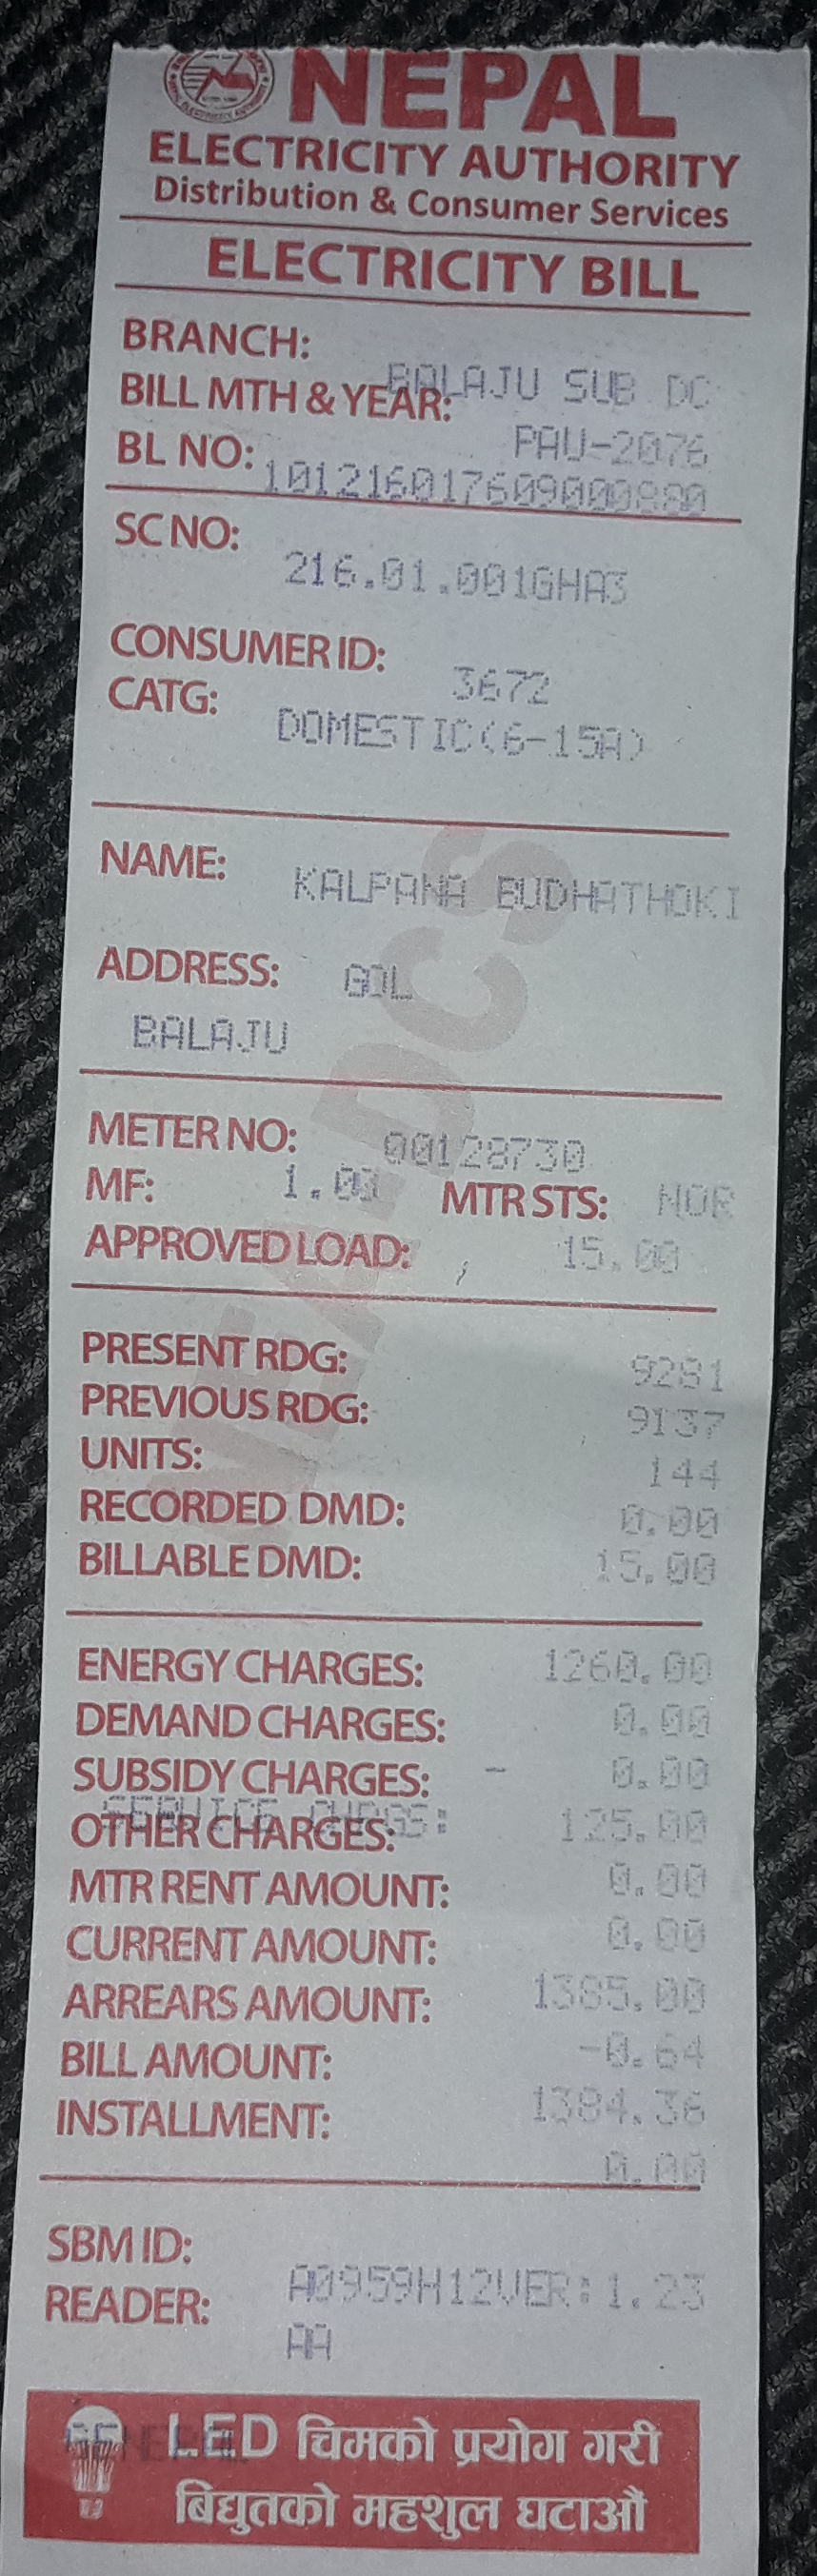 NEPAL
ELECTRICITY AUTHORITY
Distribution & Consumer Services
ELECTRICITY BILL
BRANCH: BALAJU SUB DC
BILL MTH & YEAR: PAU-2076
BL NO: 101216017609000880
SC NO: 216.01.001GHA3
CONSUMER ID: 3672
CATG: DOMESTIC(6-15A)
NAME: KALPANA BUDHATHOKI
ADDRESS: GDL
BALAJU
METER NO: 00128730
MF: 1.00 MTR STS: NOR
APPROVED LOAD: 15.00
PRESENT RDG: 9281
PREVIOUS RDG: 9137
UNITS: 144
RECORDED DMD: 0.00
BILLABLE DMD: 15.00
ENERGY CHARGES: 1260.00
DEMAND CHARGES: 0.00
SUBSIDY CHARGES: - 0.00
SERVICE CHRGS: 125.00
OTHER CHARGES: 0.00
MTR RENT AMOUNT: 0.00
CURRENT AMOUNT: 1385.00
ARREARS AMOUNT: -0.64
BILL AMOUNT: 1384.36
INSTALLMENT: 0.00
SBM ID: A0959H12VER:1.23
READER: AA
LED चिमको प्रयोग गरी
बिद्युतको महशुल घटाऔं
NEA-DCS